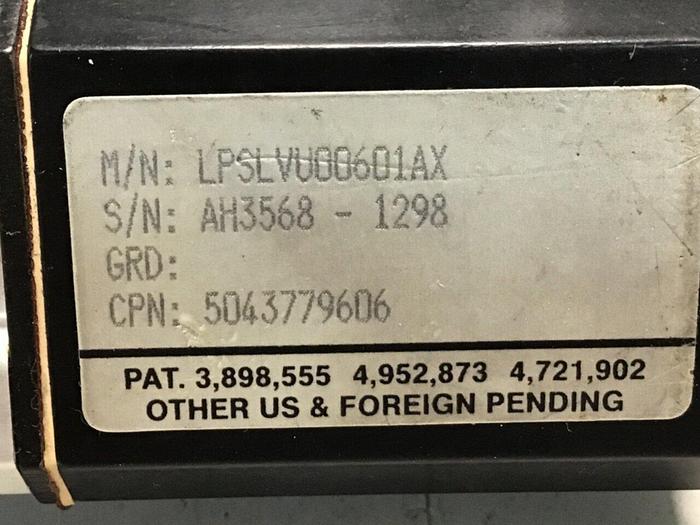 M/N: LPSLVU00601AX
S/N: AH3568 - 1298
GRD:
CPN: 5043779606
PAT. 3,898,555 4,952,873 4,721,902
OTHER US & FOREIGN PENDING